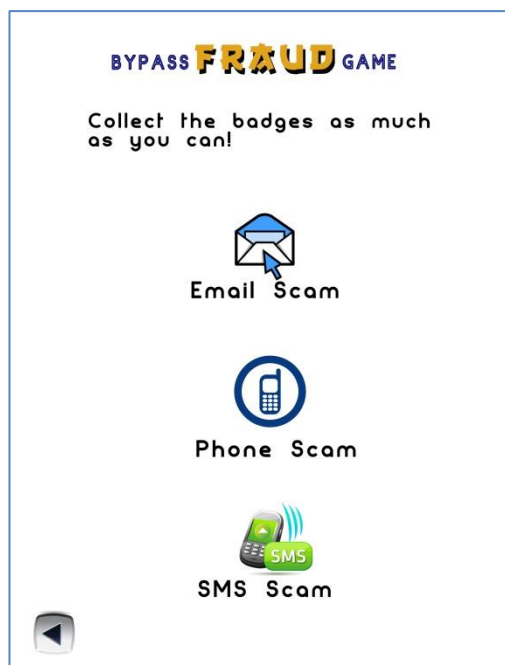 BYPASS FRAUD GAME
Collect the badges as much
as you can!
Email Scam
Phone Scam
SMS
SMS Scam